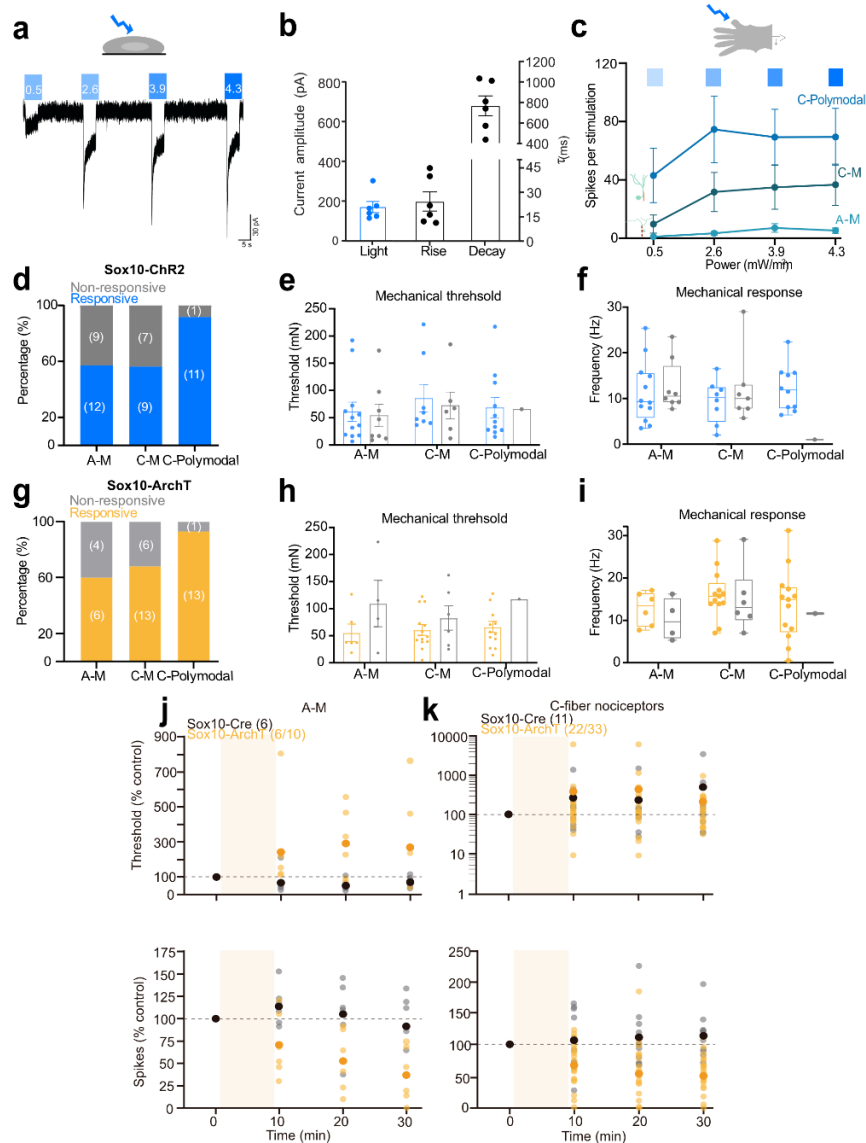 a
0.5
2.6
3.9
4.3
30 pA
5 s
b
Current amplitude (pA)
800
600
400
200
0
1200
1000
800
600
400
45
30
15
0
τ(ms)
Light
Rise
Decay
c
Spikes per stimulation
120
80
40
0
C-Polymodal
C-M
A-M
0.5
2.6
3.9
4.3
Power (mW/m²)
d
Sox10-ChR2
Non-responsive
Responsive
Percentage (%)
100
60
0
(9)
(7)
(1)
(12)
(9)
(11)
A-M
C-M
C-Polymodal
e
Mechanical threhsold
Threshold (mN)
250
200
150
100
50
0
A-M
C-M
C-Polymodal
f
Mechanical response
Frequency (Hz)
30
20
10
0
A-M
C-M
C-Polymodal
g
Sox10-ArchT
Non-responsive
Responsive
Percentage (%)
100
60
0
(4)
(6)
(1)
(6)
(13)
(13)
A-M
C-M
C-Polymodal
h
Mechanical threhsold
Threshold (mN)
250
200
150
100
50
0
A-M
C-M
C-Polymodal
i
Mechanical response
Frequency (Hz)
30
20
10
0
A-M
C-M
C-Polymodal
j
A-M
Sox10-Cre (6)
Sox10-ArchT (6/10)
Threshold (% control)
900
700
500
300
100
0
Spikes (% control)
175
150
125
100
75
50
25
0
0
10
20
30
Time (min)
k
C-fiber nociceptors
Sox10-Cre (11)
Sox10-ArchT (22/33)
10000
1000
100
10
1
250
200
150
100
50
0
0
10
20
30
Time (min)